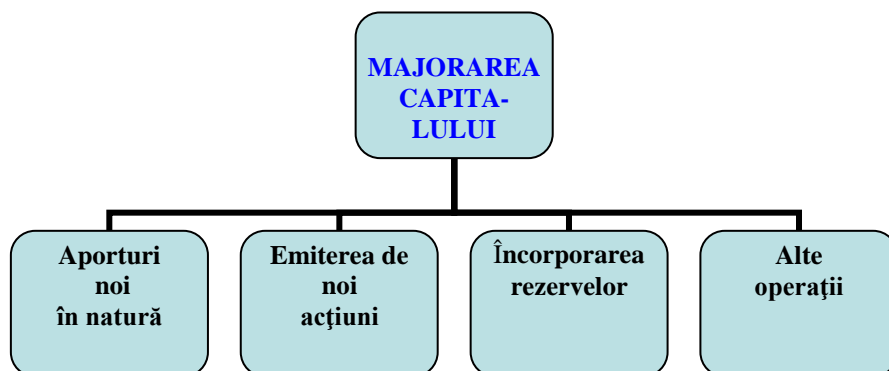 MAJORAREA
CAPITA-
LULUI
Aporturi
noi
în natură
Emiterea de
noi
acţiuni
Încorporarea
rezervelor
Alte
operaţii